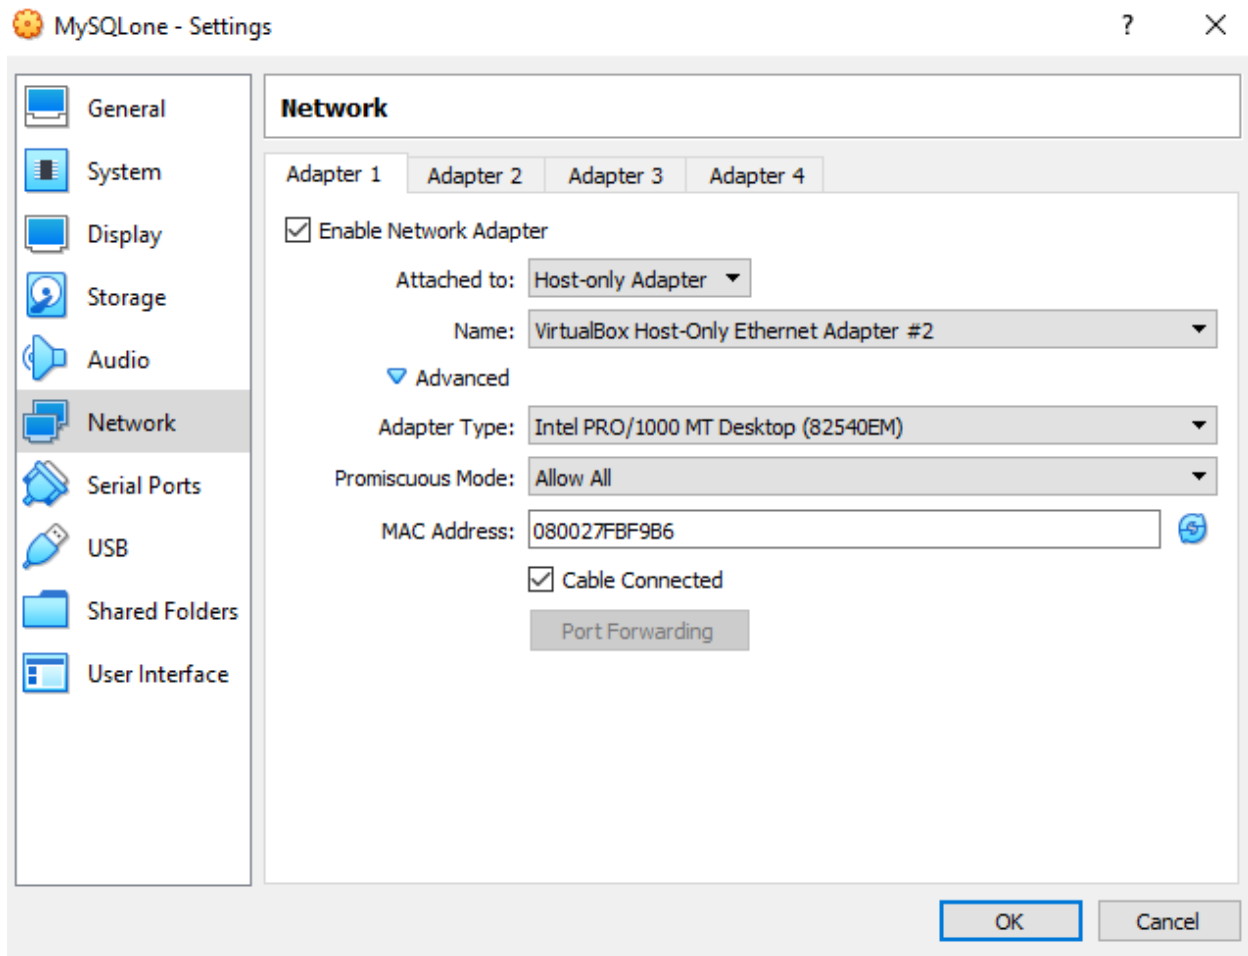 MySQLone - Settings
?
General
System
Display
Storage
Audio
Network
Serial Ports
USB
Shared Folders
User Interface
Network
Adapter 1
Adapter 2
Adapter 3
Adapter 4
Enable Network Adapter
Attached to: Host-only Adapter
Name: VirtualBox Host-Only Ethernet Adapter #2
Advanced
Adapter Type: Intel PRO/1000 MT Desktop (82540EM)
Promiscuous Mode: Allow All
MAC Address: 080027FBF9B6
Cable Connected
Port Forwarding
OK
Cancel